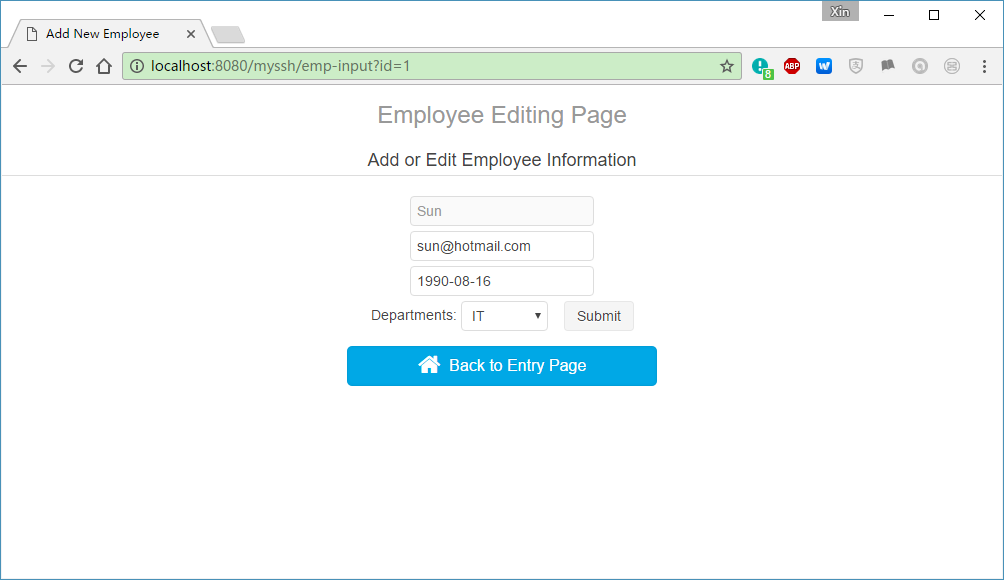 Xin
Add New Employee
localhost:8080/myssh/emp-input?id=1
8
ABP
W
支
Employee Editing Page
Add or Edit Employee Information
Sun
sun@hotmail.com
1990-08-16
Departments: IT Submit
Back to Entry Page